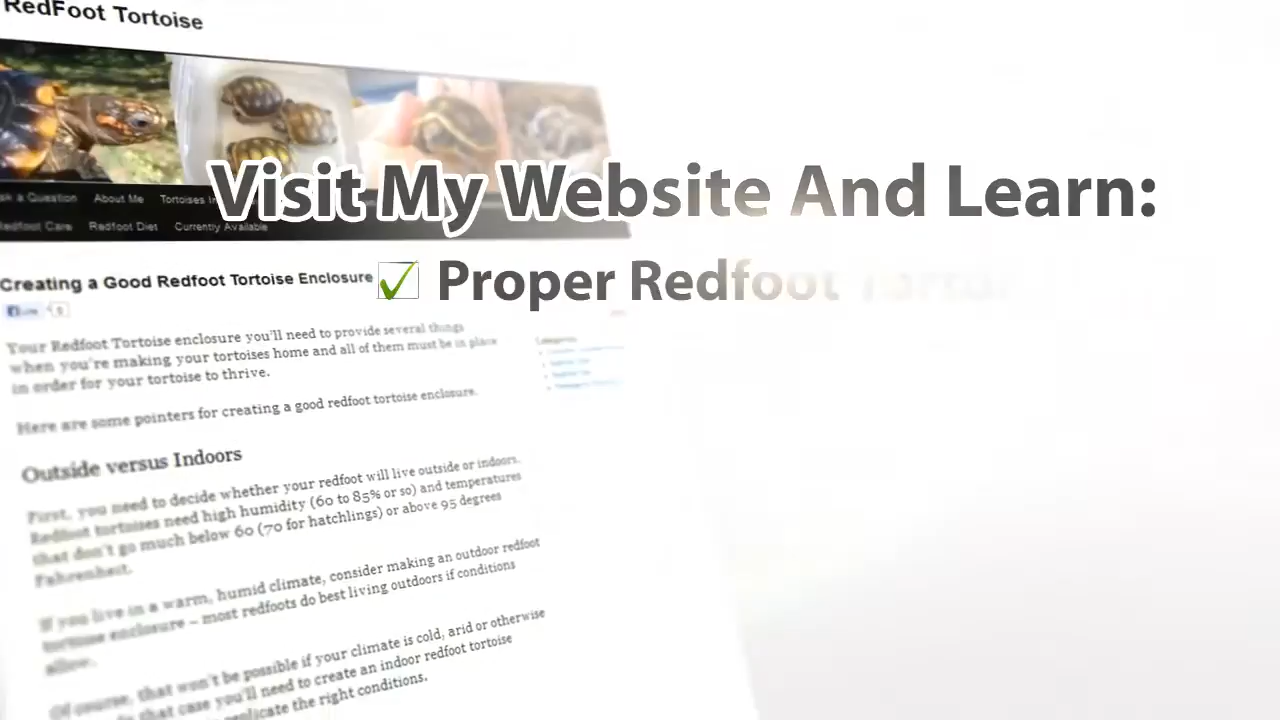 RedFoot Tortoise
Visit My Website And Learn:
Ask a Question About Me Tortoises
Redfoot Care Redfoot Diet Currently Available
Proper Redfoot
Creating a Good Redfoot Tortoise Enclosure
Your Redfoot Tortoise enclosure you'll need to provide several things
when you're making your tortoises home and all of them must be in place
in order for your tortoise to thrive.
Here are some pointers for creating a good redfoot tortoise enclosure.
Outside versus Indoors
First, you need to decide whether your redfoot will live outside or indoors.
Redfoot tortoises need high humidity (60 to 85% or so) and temperatures
that don't go much below 60 (70 for hatchlings) or above 95 degrees
Fahrenheit.
If you live in a warm, humid climate, consider making an outdoor redfoot
tortoise enclosure – most redfoots do best living outdoors if conditions
allow.
Of course, that won't be possible if your climate is cold, arid or otherwise
that case you'll need to create an indoor redfoot tortoise
replicate the right conditions.